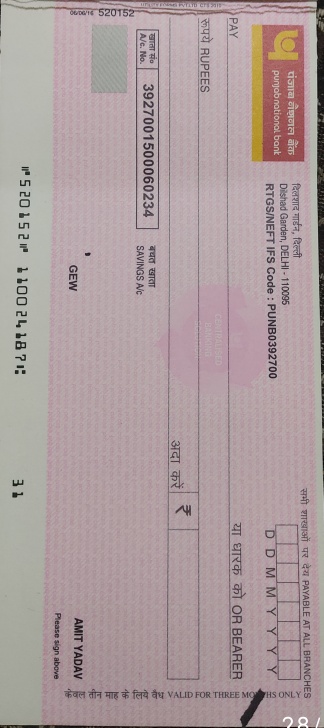 06/06/16 520152
पंजाब नैशनल बैंक
punjab national bank
दिलशाद गार्डन, दिल्ली
Dilshad Garden, DELHI - 110095
RTGS/NEFT IFS Code : PUNB0392700
सभी शाखाओं पर देय PAYABLE AT ALL BRANCHES
D D M M Y Y Y Y
VALID FOR THREE MONTHS ONLY
केवल तीन माह के लिये वैध
PAY
या धारक को OR BEARER
रूपये RUPEES
अदा करें ₹
खाता सं०
A/c. No.
3927001500060234
बचत खाता
SAVINGS A/c
GEW
AMIT YADAV
Please sign above
⑈520152⑈ 110024187⑆ 31
28/